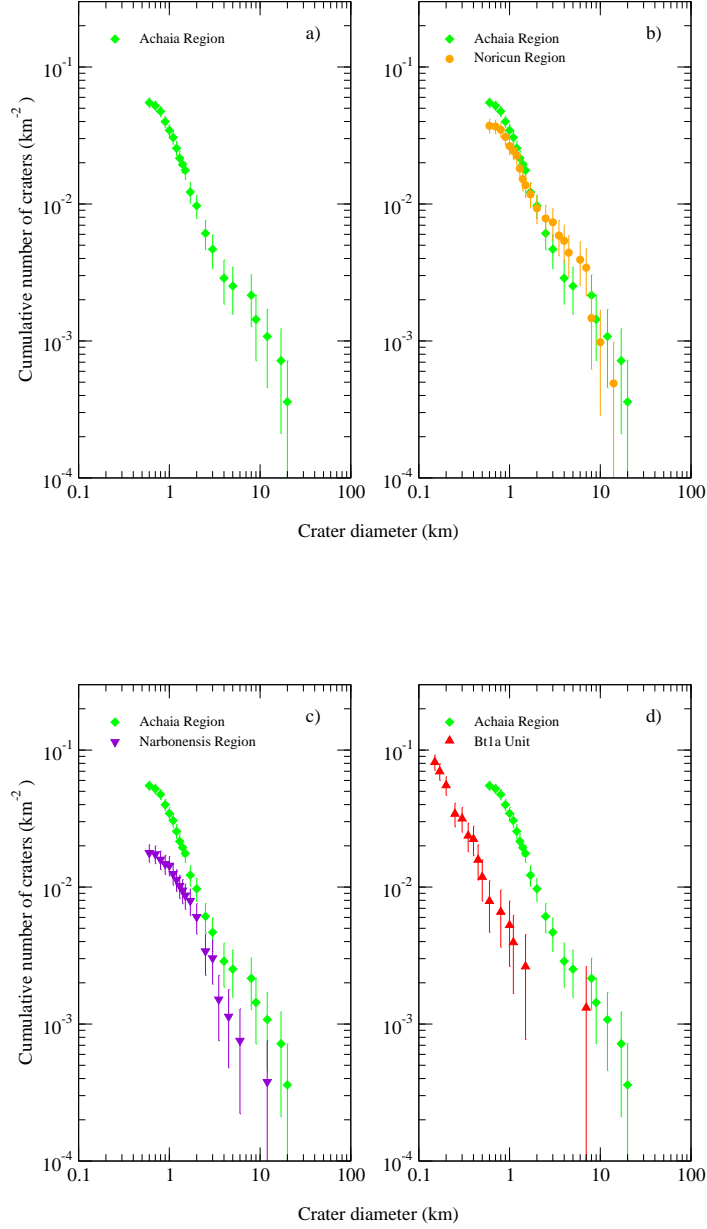 Achaia Region
a)
10^-1
10^-2
10^-3
10^-4
0.1
1
10
100
Cumulative number of craters (km^-2)
Achaia Region
Noricun Region
b)
10^-1
10^-2
10^-3
10^-4
0.1
1
10
100
Crater diameter (km)
Achaia Region
Narbonensis Region
c)
10^-1
10^-2
10^-3
10^-4
0.1
1
10
100
Cumulative number of craters (km^-2)
Achaia Region
Bt1a Unit
d)
10^-1
10^-2
10^-3
10^-4
0.1
1
10
100
Crater diameter (km)